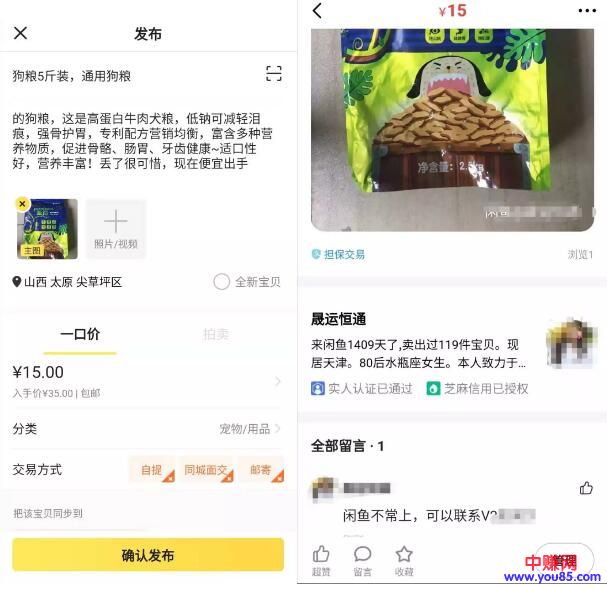 发布
狗粮5斤装，通用狗粮
的狗粮，这是高蛋白牛肉犬粮，低钠可减轻泪
痕，强骨护胃，专利配方营销均衡，富含多种营
养物质，促进骨骼、肠胃、牙齿健康~适口性
好，营养丰富！丢了很可惜，现在便宜出手
主图
照片/视频
山西 太原 尖草坪区
全新宝贝
一口价
拍卖
¥15.00
入手价¥35.00 | 包邮
分类
宠物/用品
交易方式
自提
同城面交
邮寄
把该宝贝同步到
确认发布
¥15
净含量：2.5
闲鱼
担保交易
浏览1
晟运恒通
来闲鱼1409天了,卖出过119件宝贝。现
居天津。80后水瓶座女生。本人致力于...
实人认证已通过
芝麻信用已授权
全部留言 · 1
闲鱼不常上，可以联系V
超赞
留言
收藏
管理
中赚网
www.you85.com